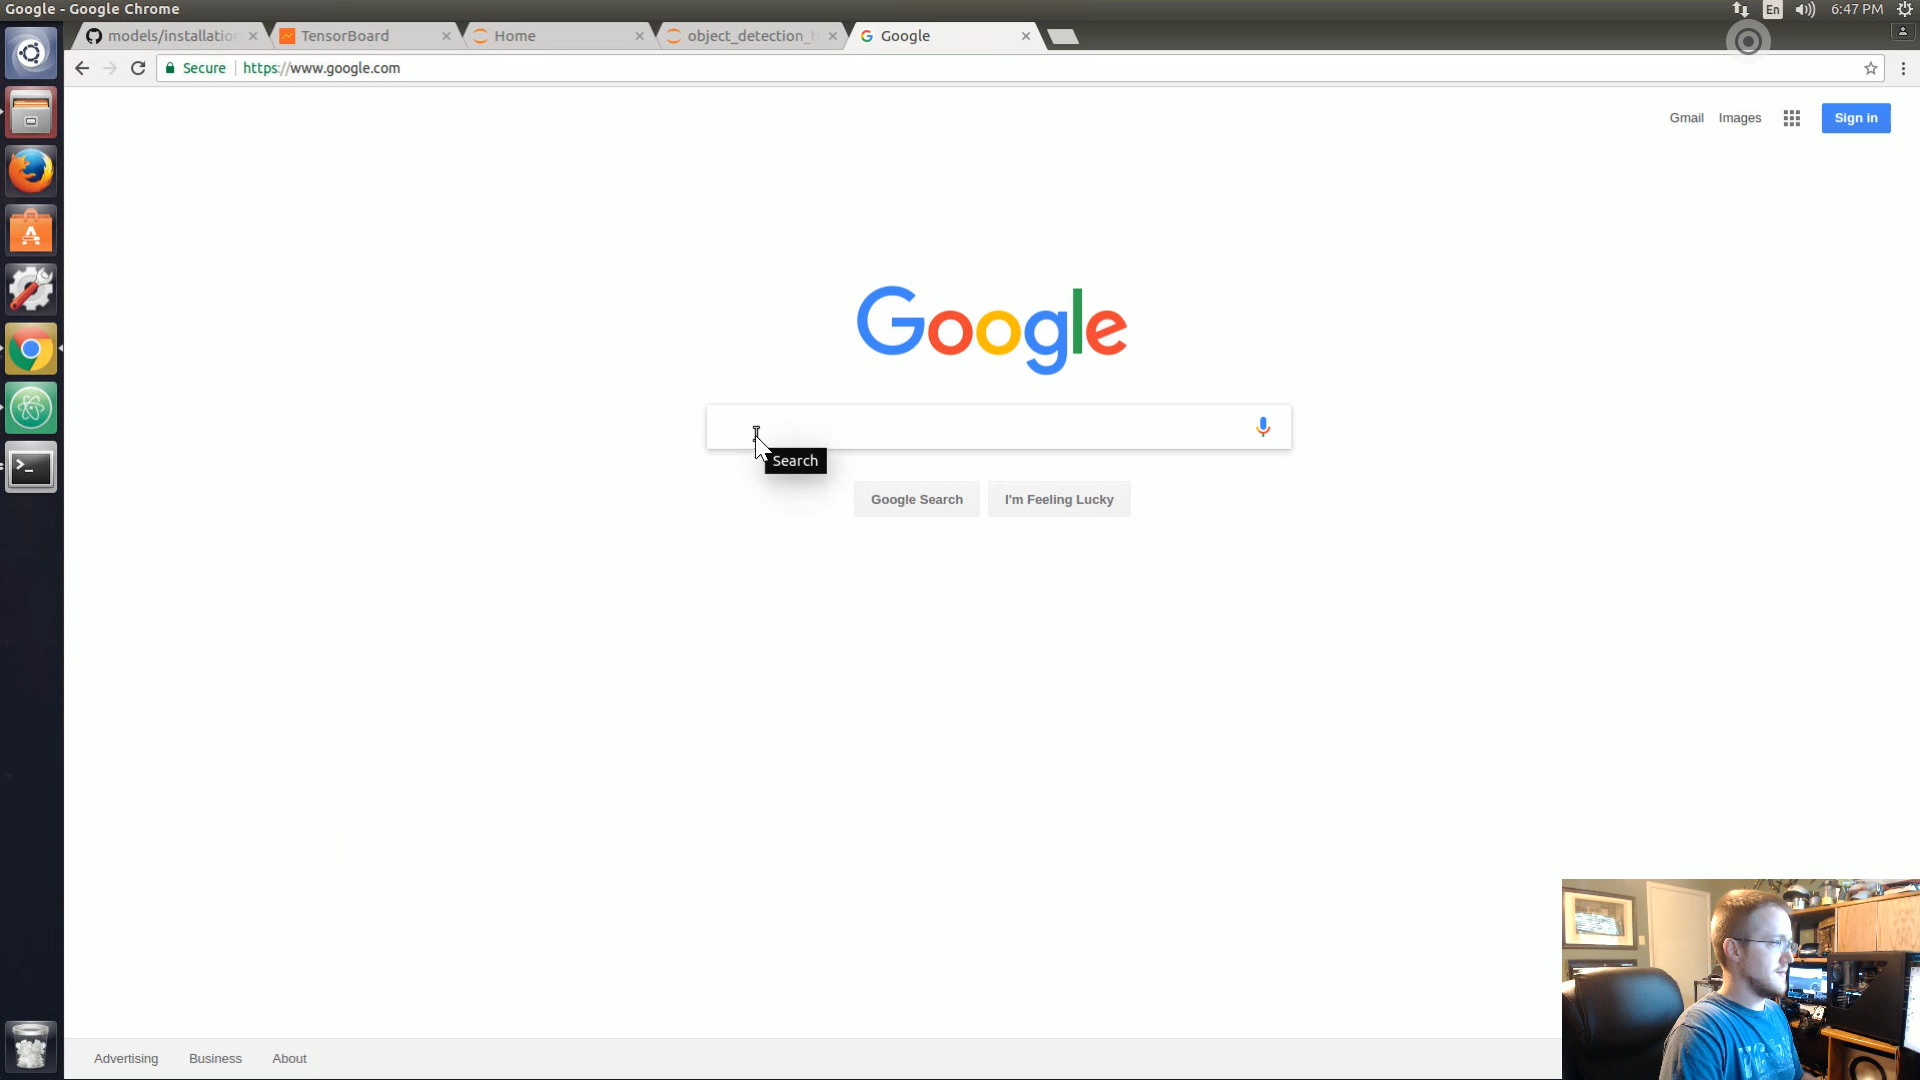 Google - Google Chrome
En
6:47 PM
models/installatio
TensorBoard
Home
object_detection_
Google
Secure
https://www.google.com
Gmail
Images
Sign in
Google
Search
Google Search
I'm Feeling Lucky
Advertising
Business
About